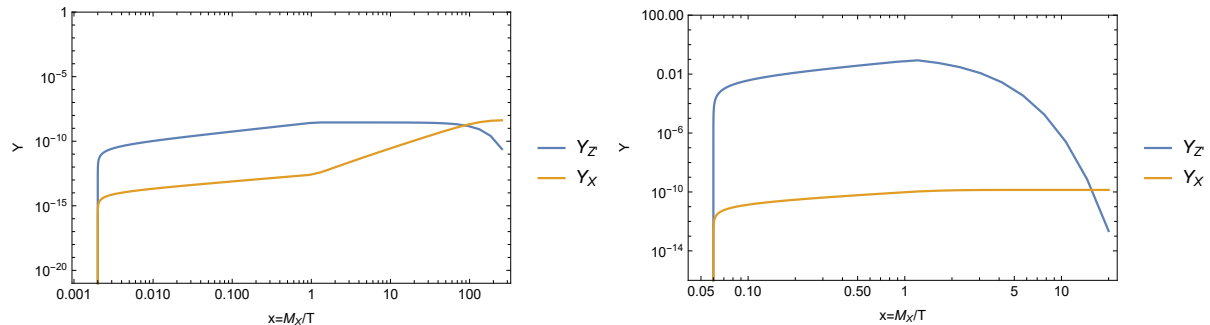 1
10⁻⁵
10⁻¹⁰
10⁻¹⁵
10⁻²⁰
Y
0.001 0.010 0.100 1 10 100
x=M_X/T
Y_Z'
Y_X
100.00
0.01
10⁻⁶
10⁻¹⁰
10⁻¹⁴
Y
0.05 0.10 0.50 1 5 10
x=M_X/T
Y_Z'
Y_X